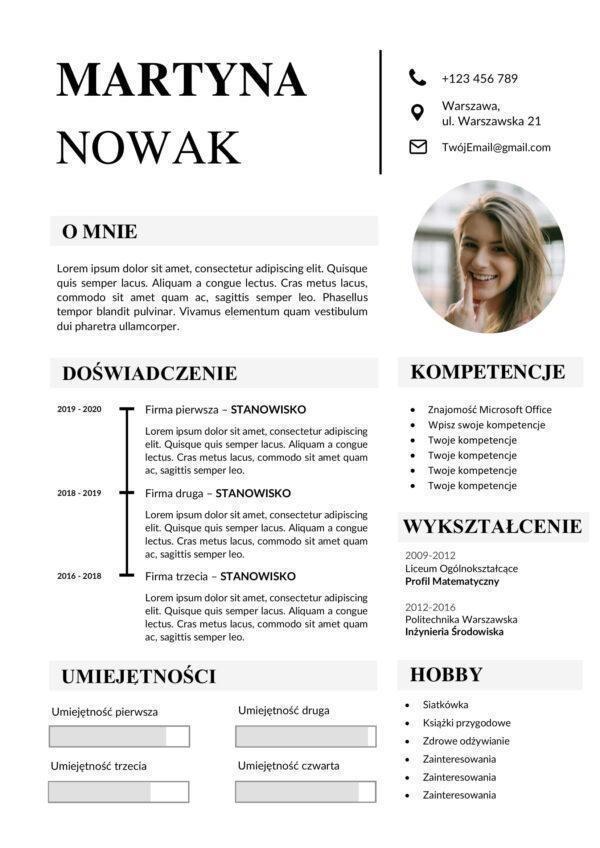 MARTYNA
NOWAK
+123 456 789
Warszawa,
ul. Warszawska 21
TwójEmail@gmail.com
O MNIE
Lorem ipsum dolor sit amet, consectetur adipiscing elit. Quisque
quis semper lacus. Aliquam a congue lectus. Cras metus lacus,
commodo sit amet quam ac, sagittis semper leo. Phasellus
tempor blandit pulvinar. Vivamus elementum quam vestibulum
dui pharetra ullamcorper.
DOŚWIADCZENIE
2019 - 2020
Firma pierwsza – STANOWISKO
Lorem ipsum dolor sit amet, consectetur adipiscing
elit. Quisque quis semper lacus. Aliquam a congue
lectus. Cras metus lacus, commodo sit amet quam
ac, sagittis semper leo.
2018 - 2019
Firma druga – STANOWISKO
Lorem ipsum dolor sit amet, consectetur adipiscing
elit. Quisque quis semper lacus. Aliquam a congue
lectus. Cras metus lacus, commodo sit amet quam
ac, sagittis semper leo.
2016 - 2018
Firma trzecia – STANOWISKO
Lorem ipsum dolor sit amet, consectetur adipiscing
elit. Quisque quis semper lacus. Aliquam a congue
lectus. Cras metus lacus, commodo sit amet quam
ac, sagittis semper leo.
UMIEJĘTNOŚCI
Umiejętność pierwsza
Umiejętność druga
Umiejętność trzecia
Umiejętność czwarta
KOMPETENCJE
• Znajomość Microsoft Office
• Wpisz swoje kompetencje
• Twoje kompetencje
• Twoje kompetencje
• Twoje kompetencje
• Twoje kompetencje
WYKSZTAŁCENIE
2009-2012
Liceum Ogólnokształcące
Profil Matematyczny
2012-2016
Politechnika Warszawska
Inżynieria Środowiska
HOBBY
• Siatkówka
• Książki przygodowe
• Zdrowe odżywianie
• Zainteresowania
• Zainteresowania
• Zainteresowania